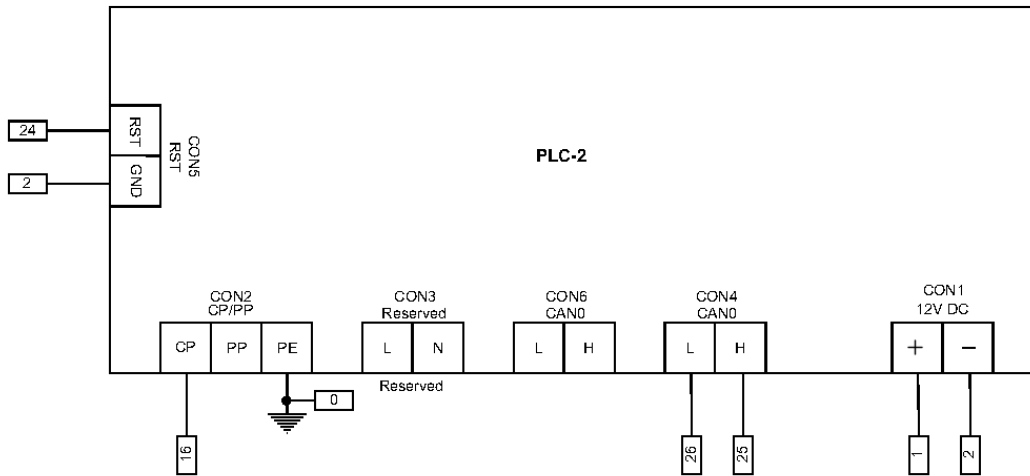 24
RST
CON5
RST
2
GND
PLC-2
CON2
CP/PP
CP
PP
PE
CON3
Reserved
L
N
Reserved
CON6
CAN0
L
H
CON4
CAN0
L
H
CON1
12V DC
+
−
0
16
26
25
1
2